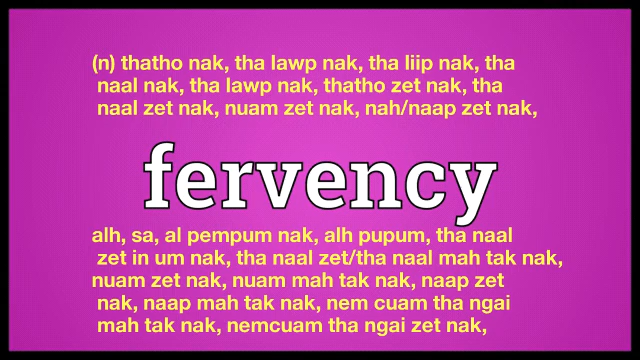 (n) thatho nak, tha lawp nak, tha liip nak, tha
naal nak, tha lawp nak, thatho zet nak, tha
naal zet nak, nuam zet nak, nah/naap zet nak,
fervency
alh, sa, al pempum nak, alh pupum, tha naal
zet in um nak, tha naal zet/tha naal mah tak nak,
nuam zet nak, nuam mah tak nak, naap zet
nak, naap mah tak nak, nem cuam tha ngai
mah tak nak, nemcuam tha ngai zet nak,